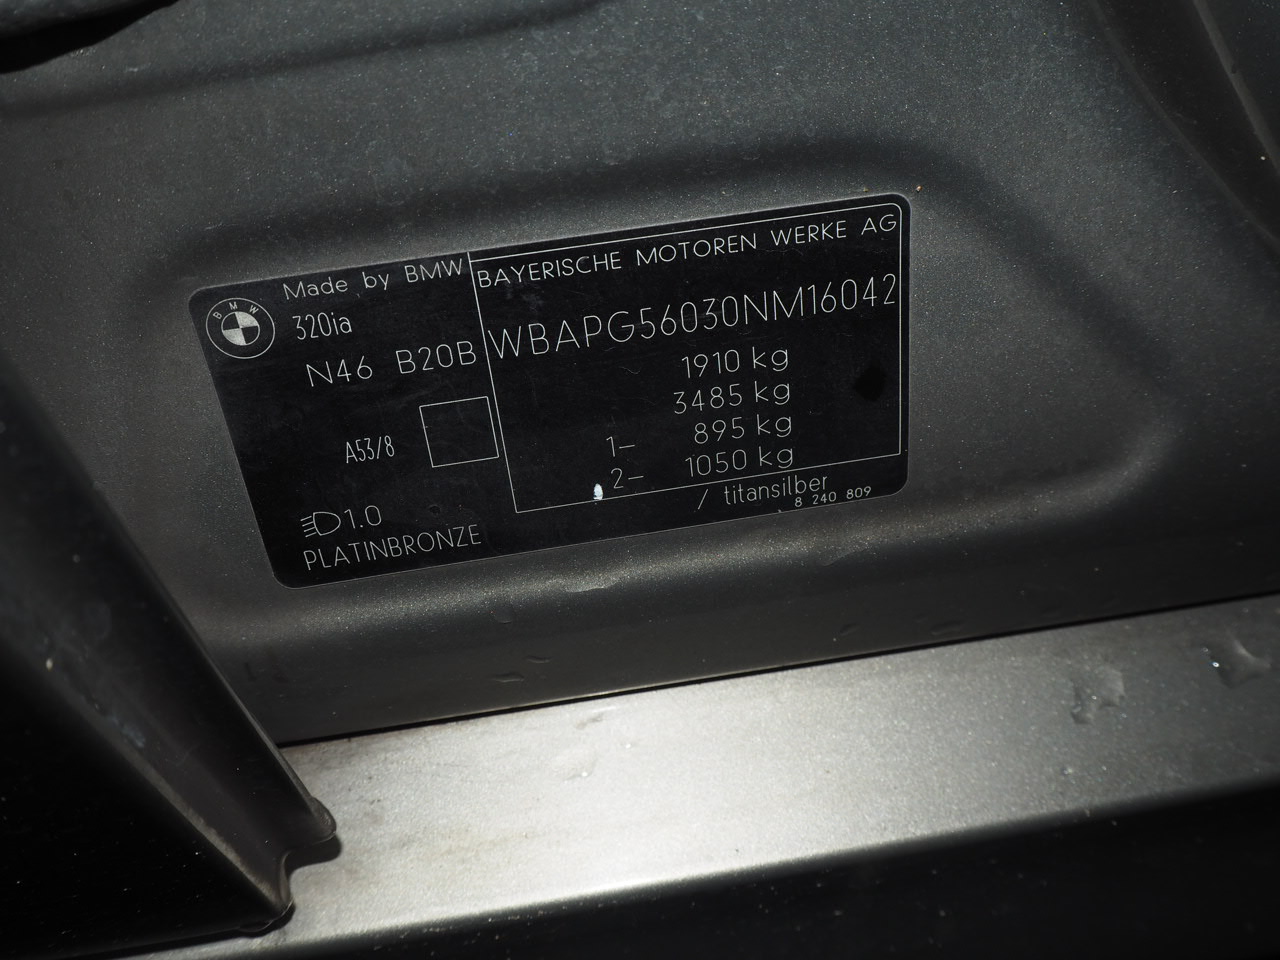 Made by BMW
BMW
320ia
N46 B20B
A53/8
1.0
PLATINBRONZE
BAYERISCHE MOTOREN WERKE AG
WBAPG56030NM16042
1910 kg
3485 kg
1– 895 kg
2– 1050 kg
/ titansilber
8 240 809